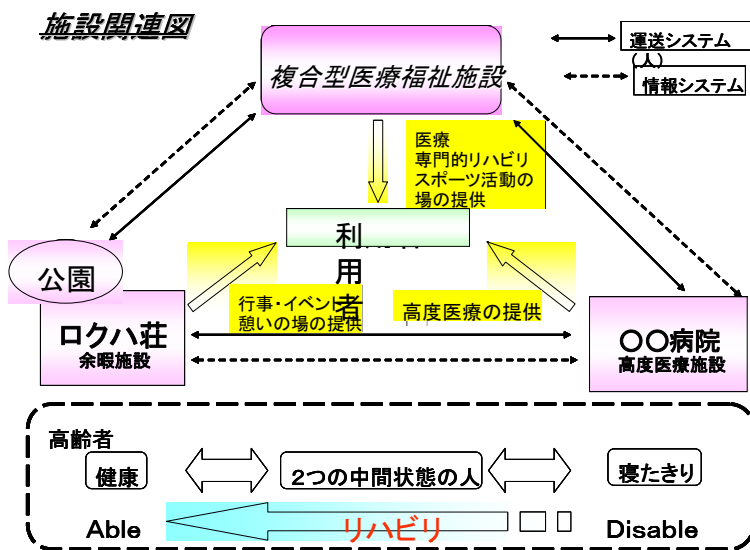 施設関連図
運送システム
(人)
情報システム
複合型医療福祉施設
医療
専門的リハビリ
スポーツ活動の
場の提供
利用者
公園
行事・イベント
憩いの場の提供
高度医療の提供
ロクハ荘
余暇施設
〇〇病院
高度医療施設
高齢者
健康
2つの中間状態の人
寝たきり
Able
リハビリ
Disable